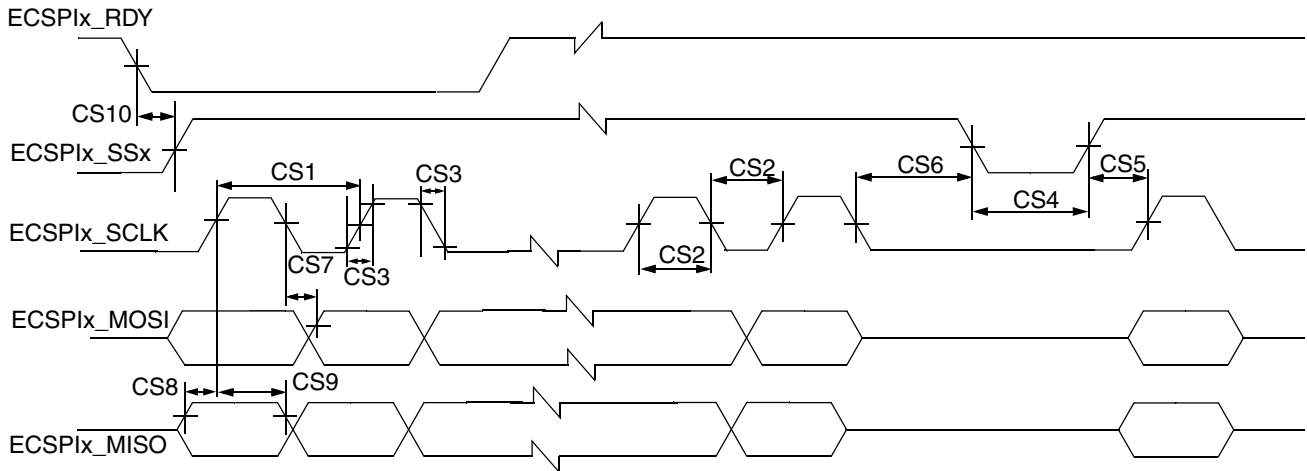 ECSPIx_RDY
CS10
ECSPIx_SSx
CS1
CS3
CS2
CS6
CS5
CS4
ECSPIx_SCLK
CS7
CS3
CS2
ECSPIx_MOSI
CS8
CS9
ECSPIx_MISO